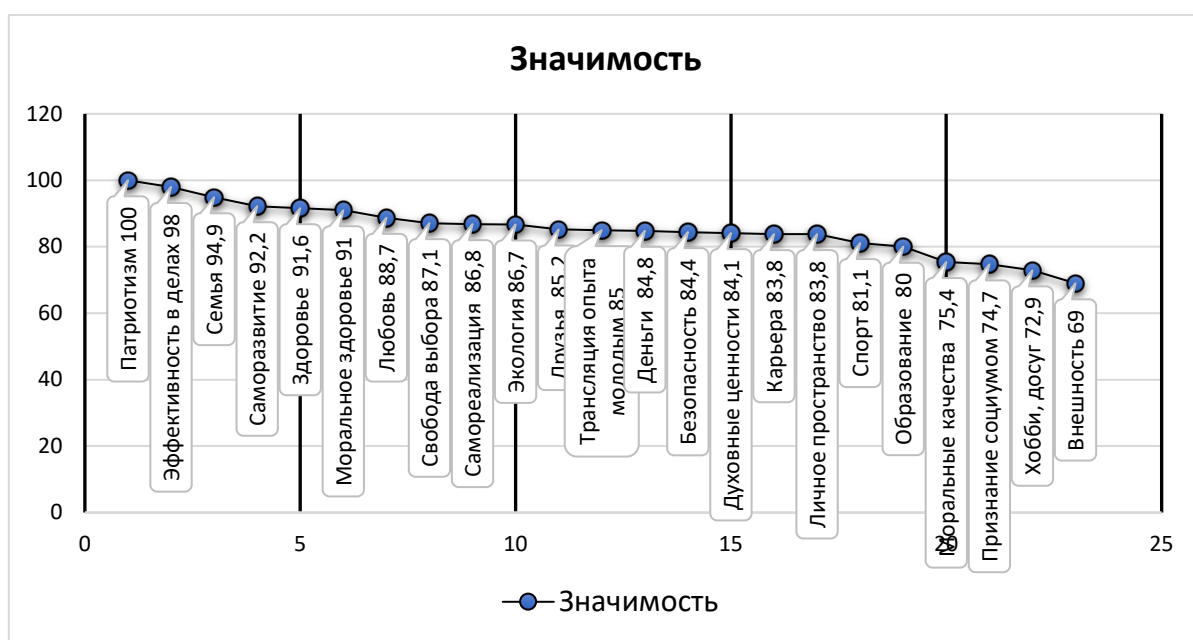 Значимость
120
100
80
60
40
20
0
0
5
10
15
20
25
Патриотизм 100
Эффективность в делах 98
Семья 94,9
Саморазвитие 92,2
Здоровье 91,6
Моральное здоровье 91
Любовь 88,7
Свобода выбора 87,1
Самореализация 86,8
Экология 86,7
Друзья 85,2
Трансляция опыта
молодым 85
Деньги 84,8
Безопасность 84,4
Духовные ценности 84,1
Карьера 83,8
Личное пространство 83,8
Спорт 81,1
Образование 80
Моральные качества 75,4
Признание социумом 74,7
Хобби, досуг 72,9
Внешность 69
Значимость